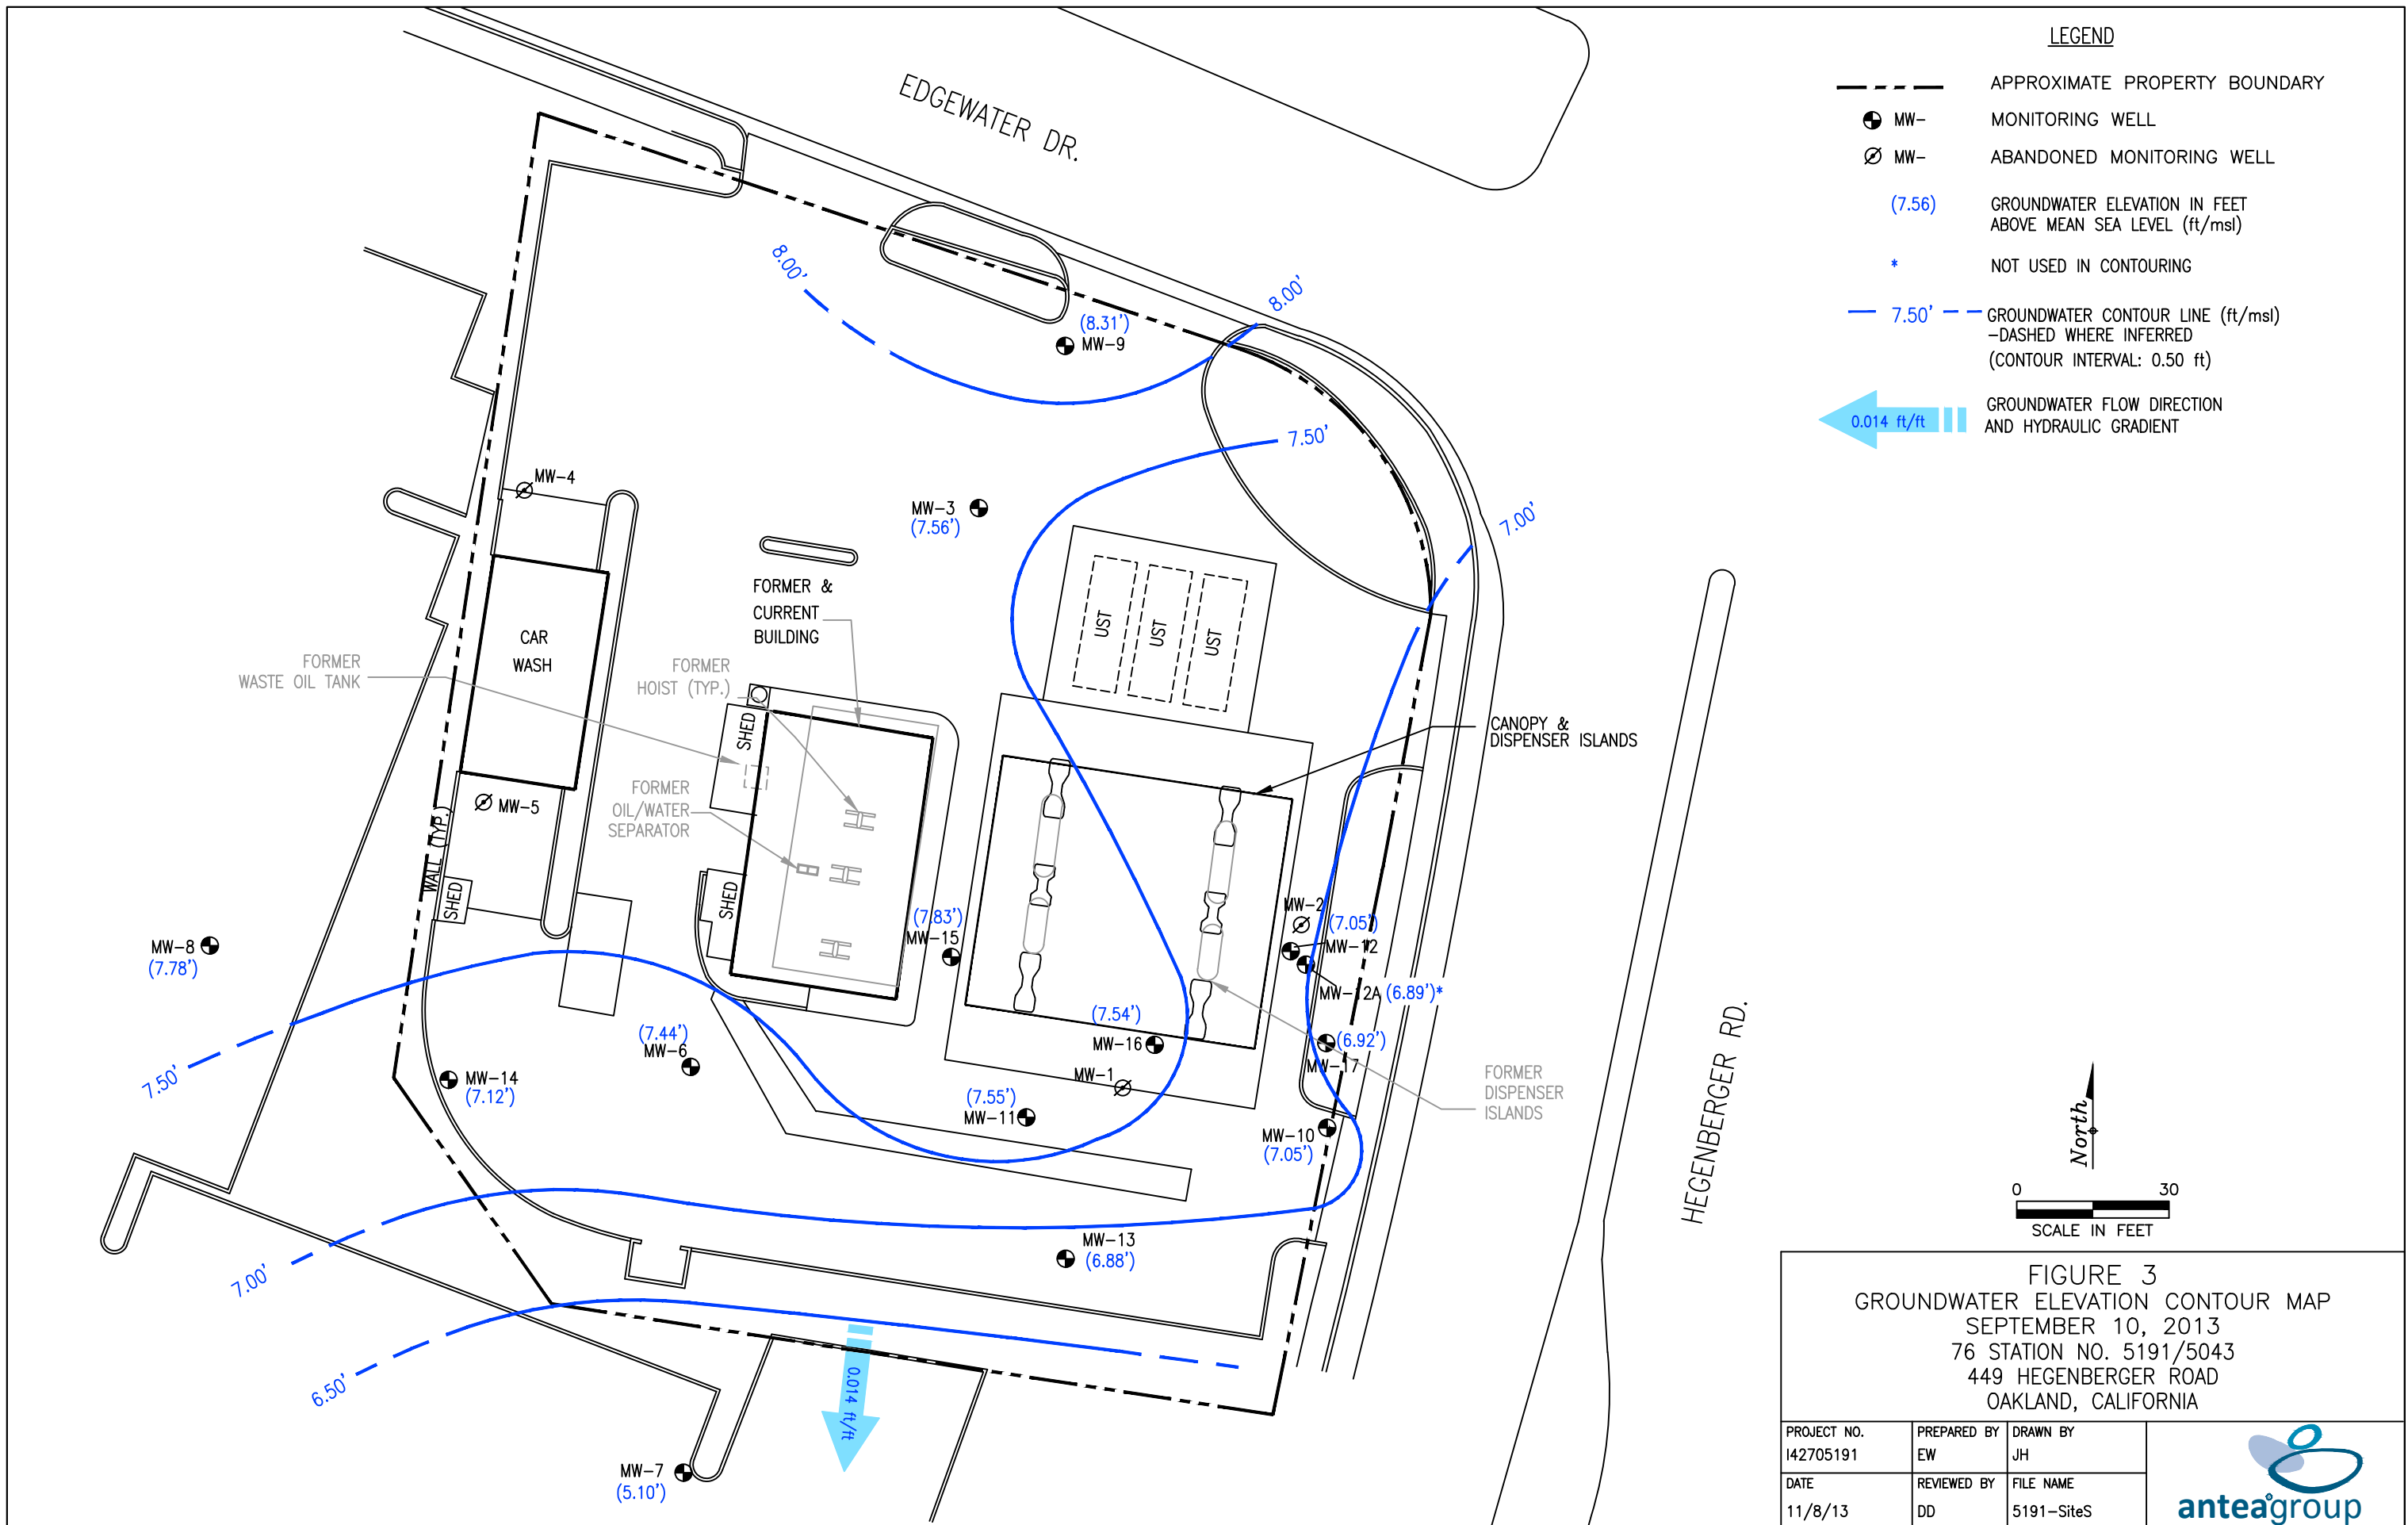 LEGEND
APPROXIMATE PROPERTY BOUNDARY
MW-
MONITORING WELL
MW-
ABANDONED MONITORING WELL
(7.56)
GROUNDWATER ELEVATION IN FEET
ABOVE MEAN SEA LEVEL (ft/msl)
*
NOT USED IN CONTOURING
7.50'
GROUNDWATER CONTOUR LINE (ft/msl)
-DASHED WHERE INFERRED
(CONTOUR INTERVAL: 0.50 ft)
0.014 ft/ft
GROUNDWATER FLOW DIRECTION
AND HYDRAULIC GRADIENT
EDGEWATER DR.
8.00'
8.00'
(8.31')
MW-9
7.50'
MW-4
MW-3
(7.56')
7.00'
FORMER &
CURRENT
BUILDING
UST
UST
UST
CAR
WASH
FORMER
WASTE OIL TANK
FORMER
HOIST (TYP.)
SHED
CANOPY &
DISPENSER ISLANDS
FORMER
OIL/WATER
SEPARATOR
MW-5
WALL (TYP.)
SHED
SHED
(7.83')
MW-15
MW-2
(7.05')
MW-12
MW-12A (6.89')*
MW-8
(7.78')
(7.44')
MW-6
(7.54')
MW-16
(6.92')
MW-17
MW-1
7.50'
MW-14
(7.12')
(7.55')
MW-11
MW-10
(7.05')
FORMER
DISPENSER
ISLANDS
HEGENBERGER RD.
North
0
30
SCALE IN FEET
MW-13
(6.88')
7.00'
6.50'
0.014 ft/ft
MW-7
(5.10')
FIGURE 3
GROUNDWATER ELEVATION CONTOUR MAP
SEPTEMBER 10, 2013
76 STATION NO. 5191/5043
449 HEGENBERGER ROAD
OAKLAND, CALIFORNIA
PROJECT NO.
I42705191
PREPARED BY
EW
DRAWN BY
JH
DATE
11/8/13
REVIEWED BY
DD
FILE NAME
5191-SiteS
anteagroup